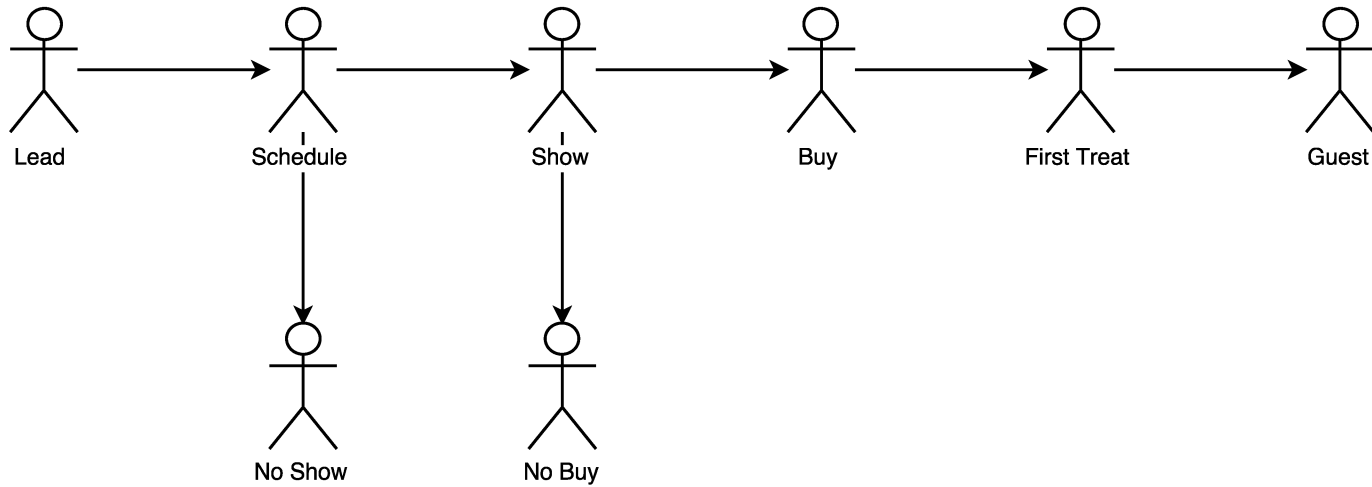 Lead
Schedule
Show
Buy
First Treat
Guest
No Show
No Buy